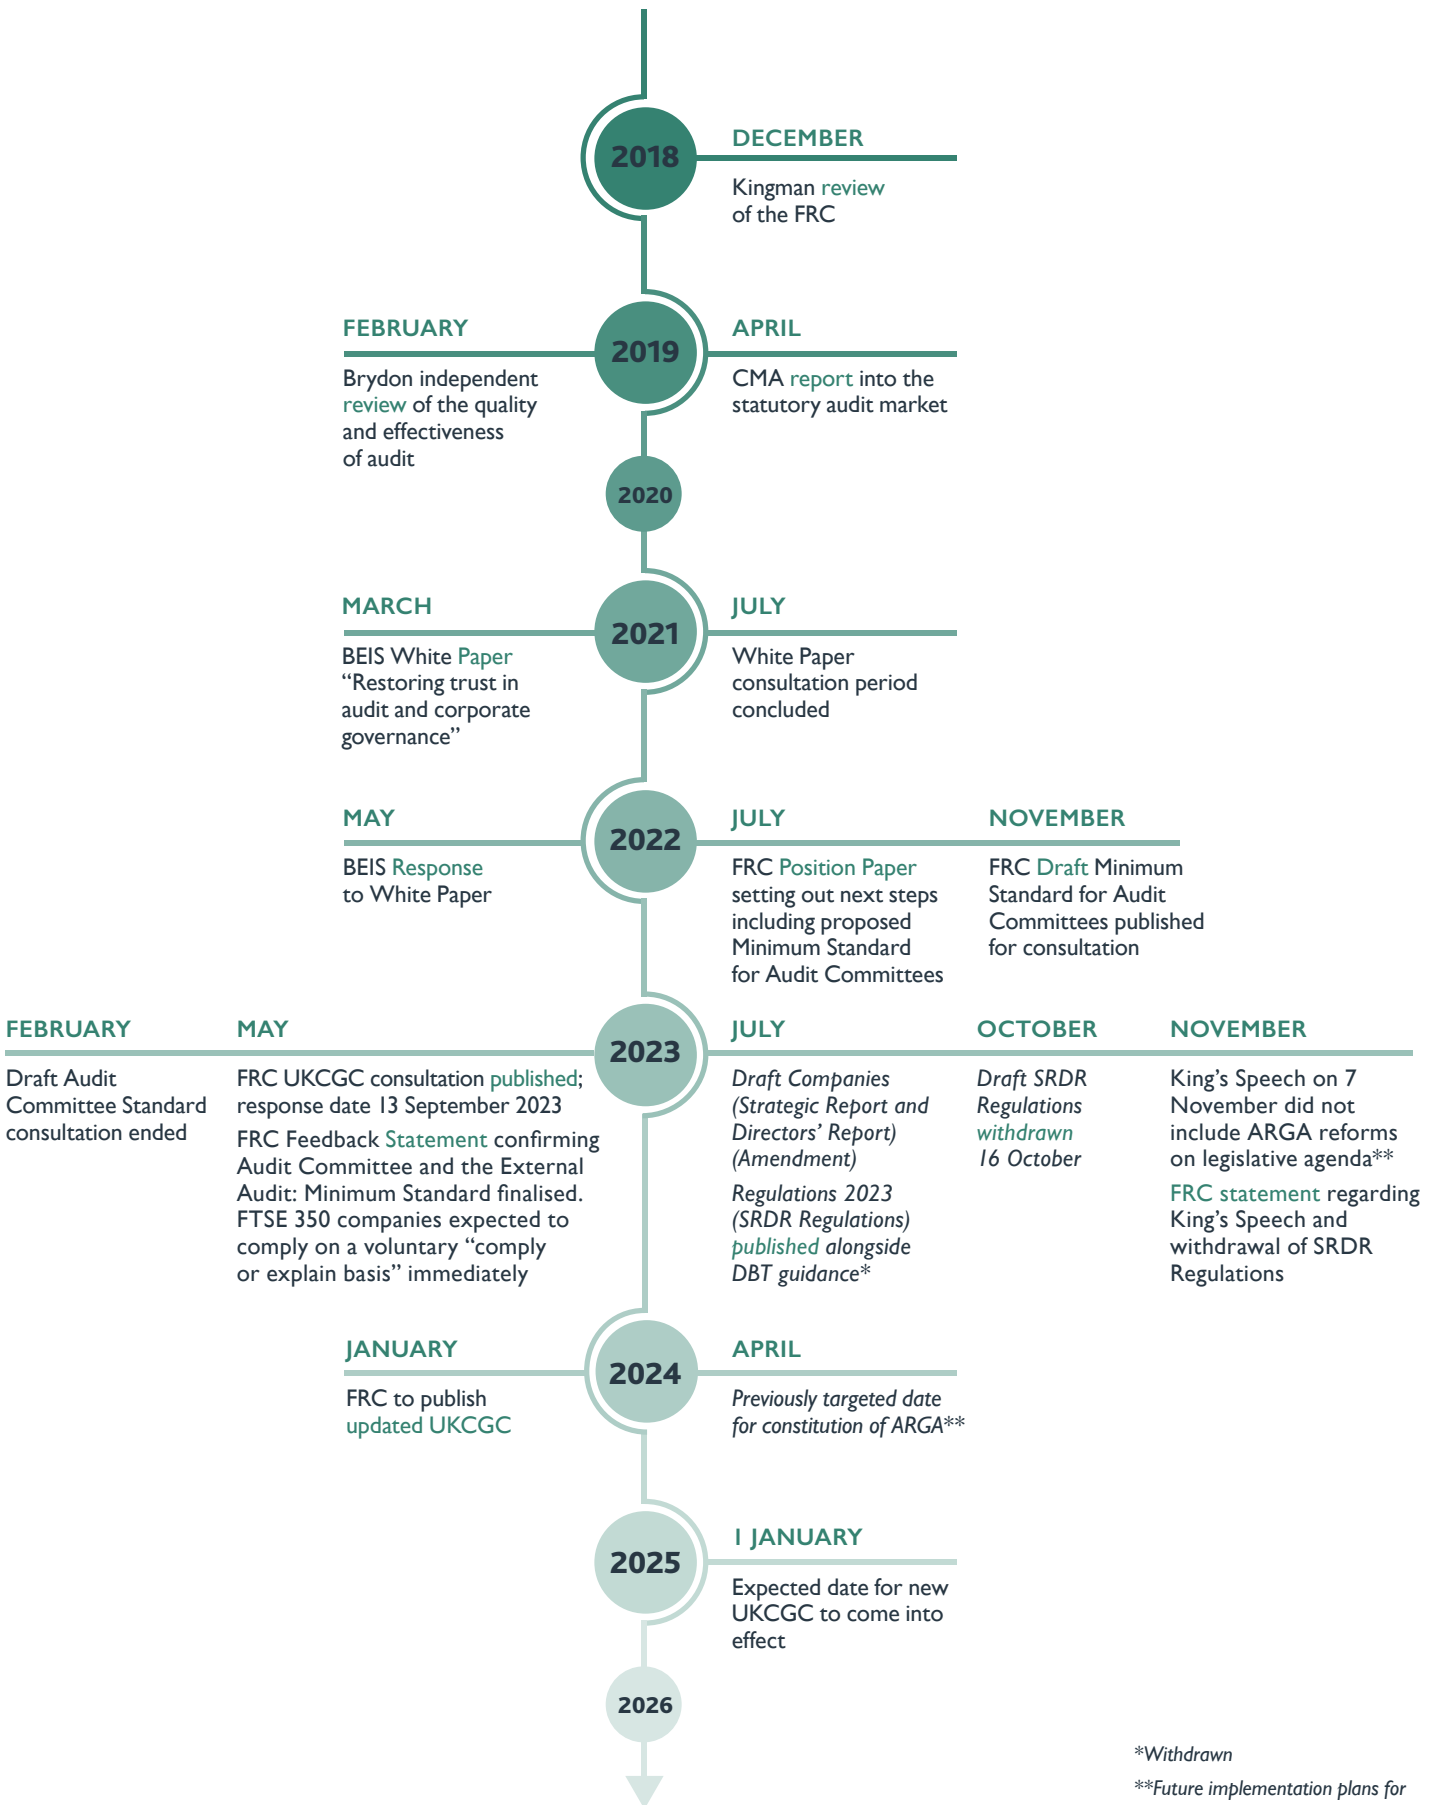 2018
DECEMBER
Kingman review
of the FRC
2019
FEBRUARY
Brydon independent
review of the quality
and effectiveness
of audit
APRIL
CMA report into the
statutory audit market
2020
2021
MARCH
BEIS White Paper
“Restoring trust in
audit and corporate
governance”
JULY
White Paper
consultation period
concluded
2022
MAY
BEIS Response
to White Paper
JULY
FRC Position Paper
setting out next steps
including proposed
Minimum Standard
for Audit Committees
NOVEMBER
FRC Draft Minimum
Standard for Audit
Committees published
for consultation
2023
FEBRUARY
Draft Audit
Committee Standard
consultation ended
MAY
FRC UKCGC consultation published;
response date 13 September 2023
FRC Feedback Statement confirming
Audit Committee and the External
Audit: Minimum Standard finalised.
FTSE 350 companies expected to
comply on a voluntary “comply
or explain basis” immediately
JULY
Draft Companies
(Strategic Report and
Directors’ Report)
(Amendment)
Regulations 2023
(SRDR Regulations)
published alongside
DBT guidance*
OCTOBER
Draft SRDR
Regulations
withdrawn
16 October
NOVEMBER
King’s Speech on 7
November did not
include ARGA reforms
on legislative agenda**
FRC statement regarding
King’s Speech and
withdrawal of SRDR
Regulations
2024
JANUARY
FRC to publish
updated UKCGC
APRIL
Previously targeted date
for constitution of ARGA**
2025
1 JANUARY
Expected date for new
UKCGC to come into
effect
2026
*Withdrawn
**Future implementation plans for